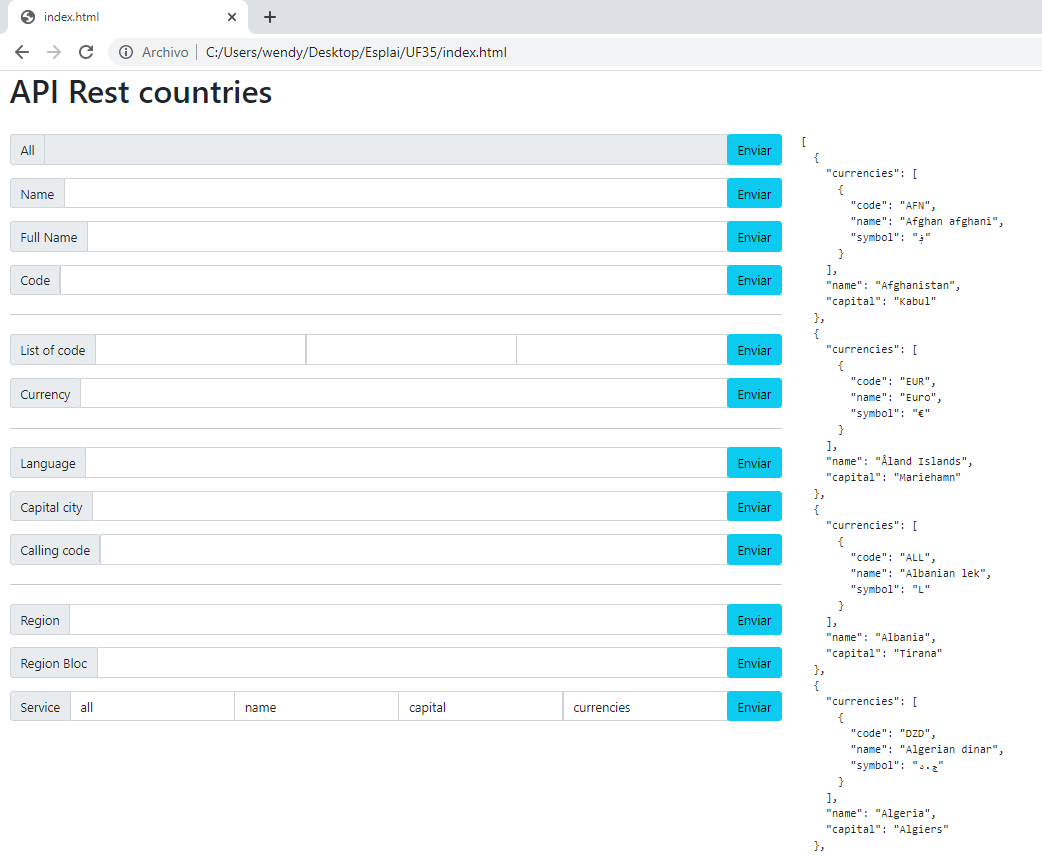 index.html
Archivo C:/Users/wendy/Desktop/Esplai/UF35/index.html
API Rest countries
All Enviar
Name Enviar
Full Name Enviar
Code Enviar
List of code Enviar
Currency Enviar
Language Enviar
Capital city Enviar
Calling code Enviar
Region Enviar
Region Bloc Enviar
Service all name capital currencies Enviar
[
{
"currencies": [
{
"code": "AFN",
"name": "Afghan afghani",
"symbol": "؋"
}
],
"name": "Afghanistan",
"capital": "Kabul"
},
{
"currencies": [
{
"code": "EUR",
"name": "Euro",
"symbol": "€"
}
],
"name": "Åland Islands",
"capital": "Mariehamn"
},
{
"currencies": [
{
"code": "ALL",
"name": "Albanian lek",
"symbol": "L"
}
],
"name": "Albania",
"capital": "Tirana"
},
{
"currencies": [
{
"code": "DZD",
"name": "Algerian dinar",
"symbol": "د.ج"
}
],
"name": "Algeria",
"capital": "Algiers"
},